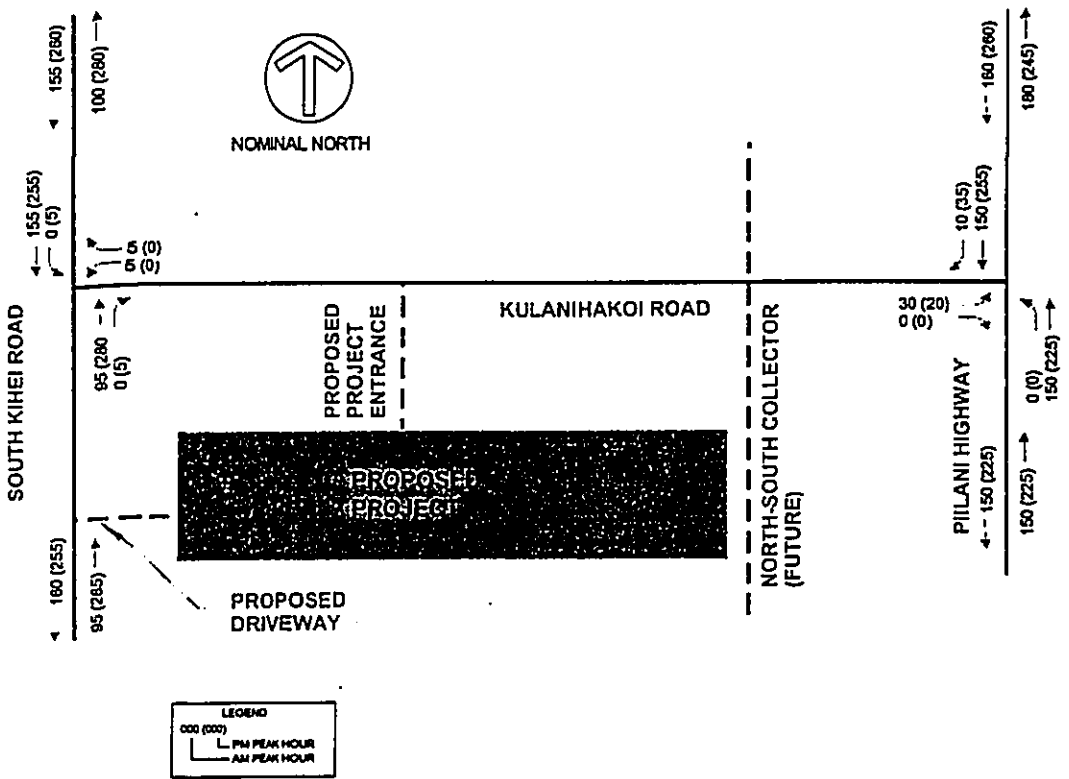 155 (260)
100 (280)
NOMINAL NORTH
160 (260)
180 (245)
155 (255)
0 (5)
5 (0)
5 (0)
10 (35)
150 (255)
SOUTH KIHEI ROAD
95 (280
0 (5)
PROPOSED
PROJECT
ENTRANCE
KULANIHAKOI ROAD
30 (20)
0 (0)
0 (0)
150 (225)
PROPOSED
PROJECT
NORTH-SOUTH COLLECTOR
(FUTURE)
PIILANI HIGHWAY
150 (225)
150 (225)
160 (255)
95 (285)
PROPOSED
DRIVEWAY
LEGEND
000 (000)
PM PEAK HOUR
AM PEAK HOUR